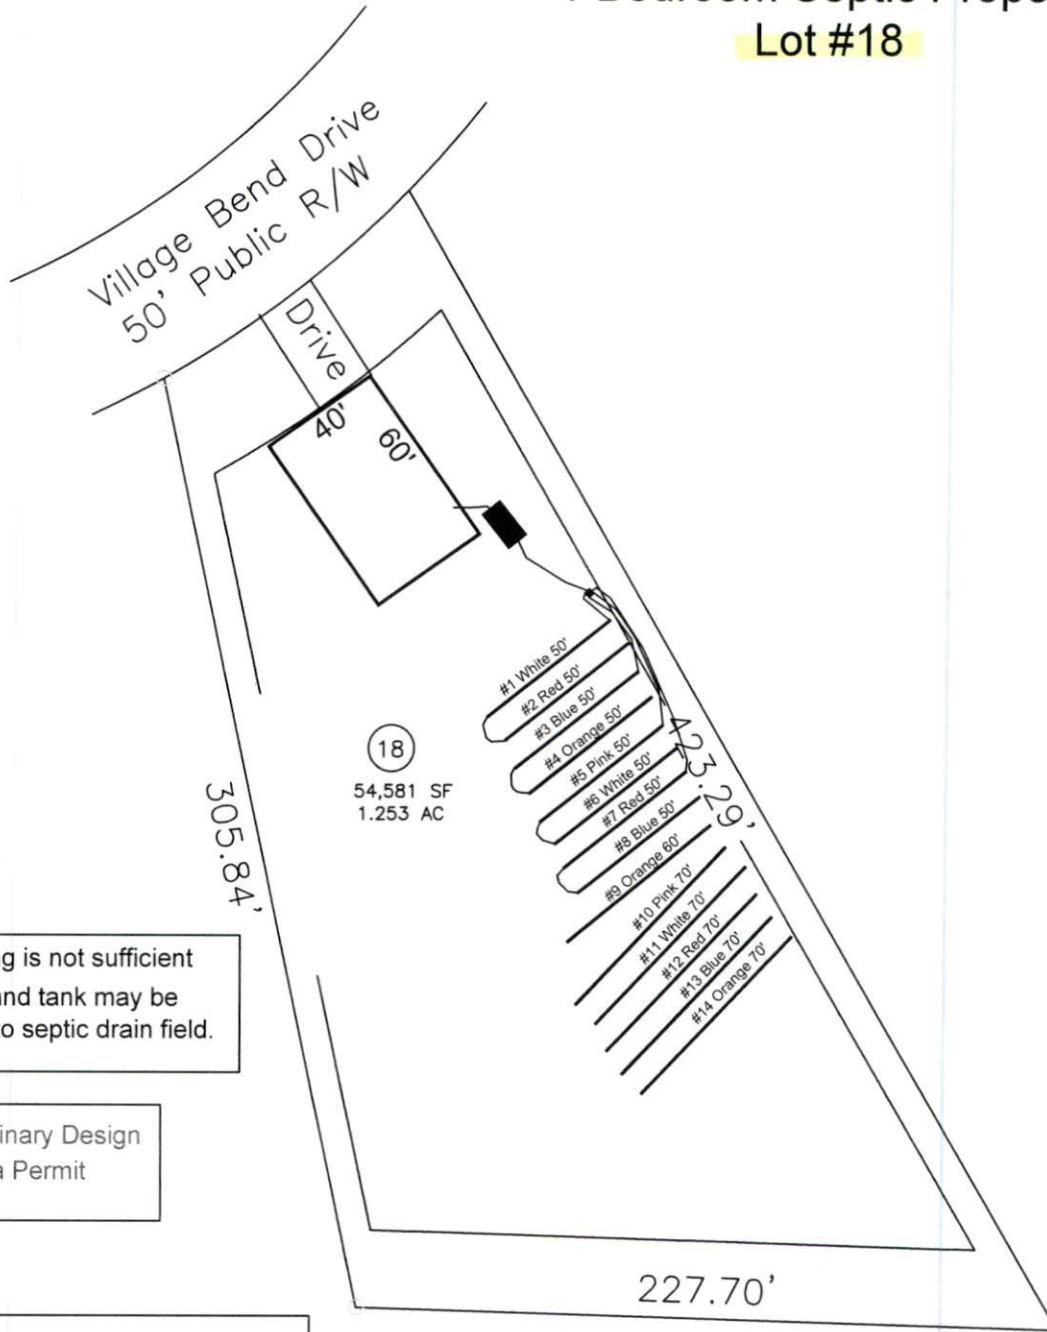 Bedroom Septic
Lot #18
Village Bend Drive
50' Public R/W
Drive
40'
60'
#1 White 50'
#2 Red 50'
#3 Blue 50'
#4 Orange 50'
#5 Pink 50'
#6 White 50'
#7 Red 50'
#8 Blue 50'
#9 Orange 60'
#10 Pink 70'
#11 White 70'
#12 Red 70'
#13 Blue 70'
#14 Orange 70'
423.29'
18
54,581 SF
1.253 AC
305.84'
is not sufficient
and tank may be
to septic drain field.
Design
Permit
227.70'